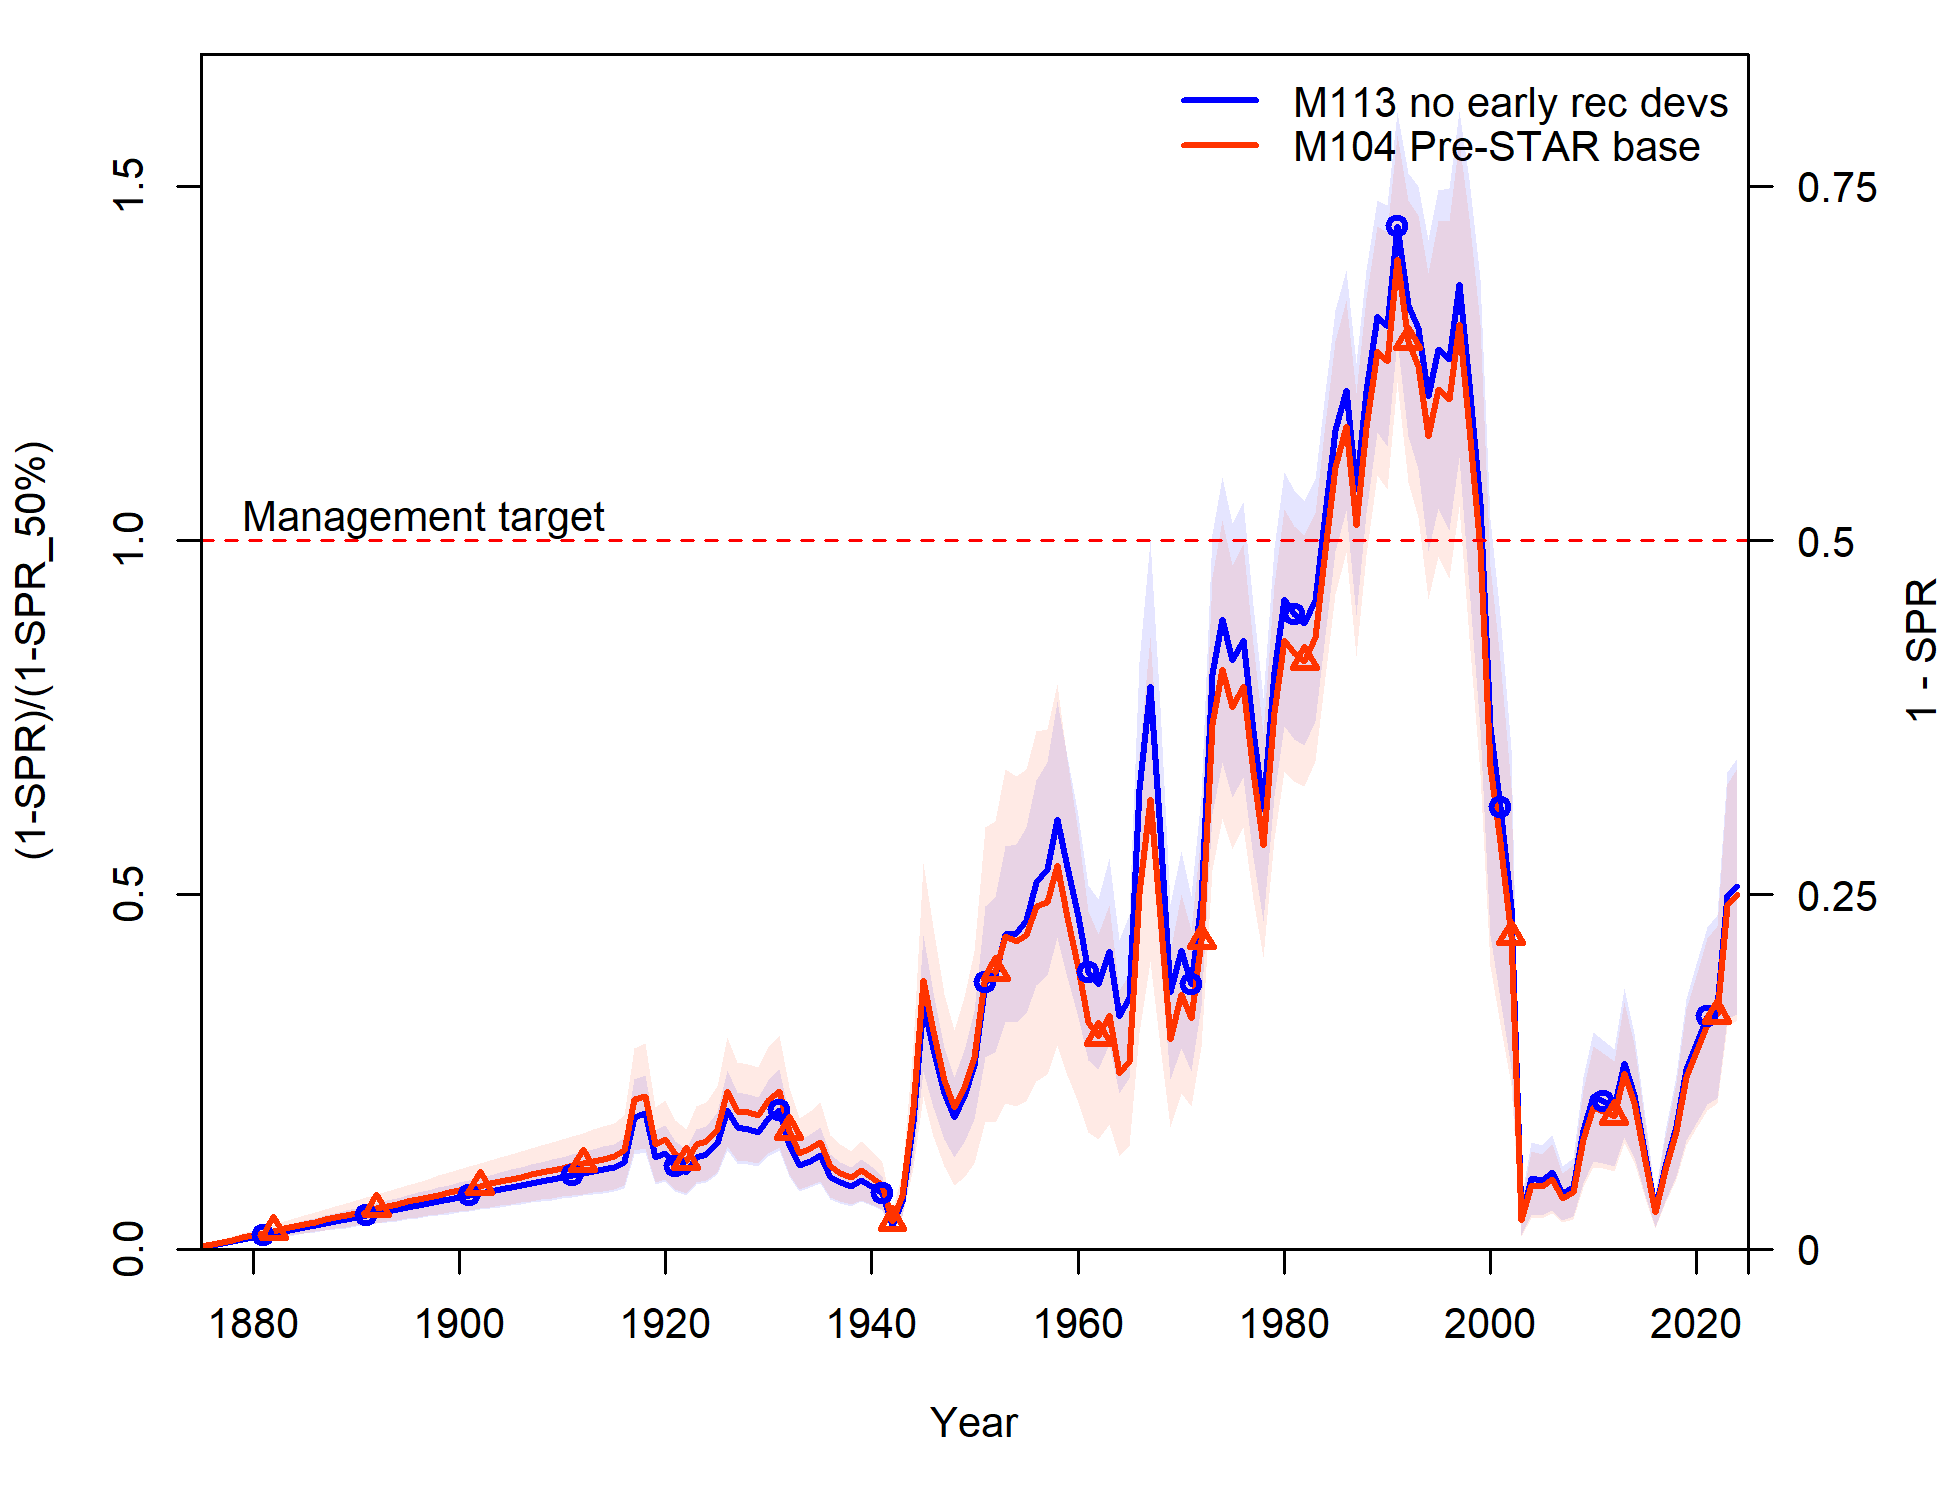 M113 no early rec devs
M104 Pre-STAR base
Management target
(1-SPR)/(1-SPR_50%)
0.0
0.5
1.0
1.5
1 - SPR
0
0.25
0.5
0.75
1880 1900 1920 1940 1960 1980 2000 2020
Year